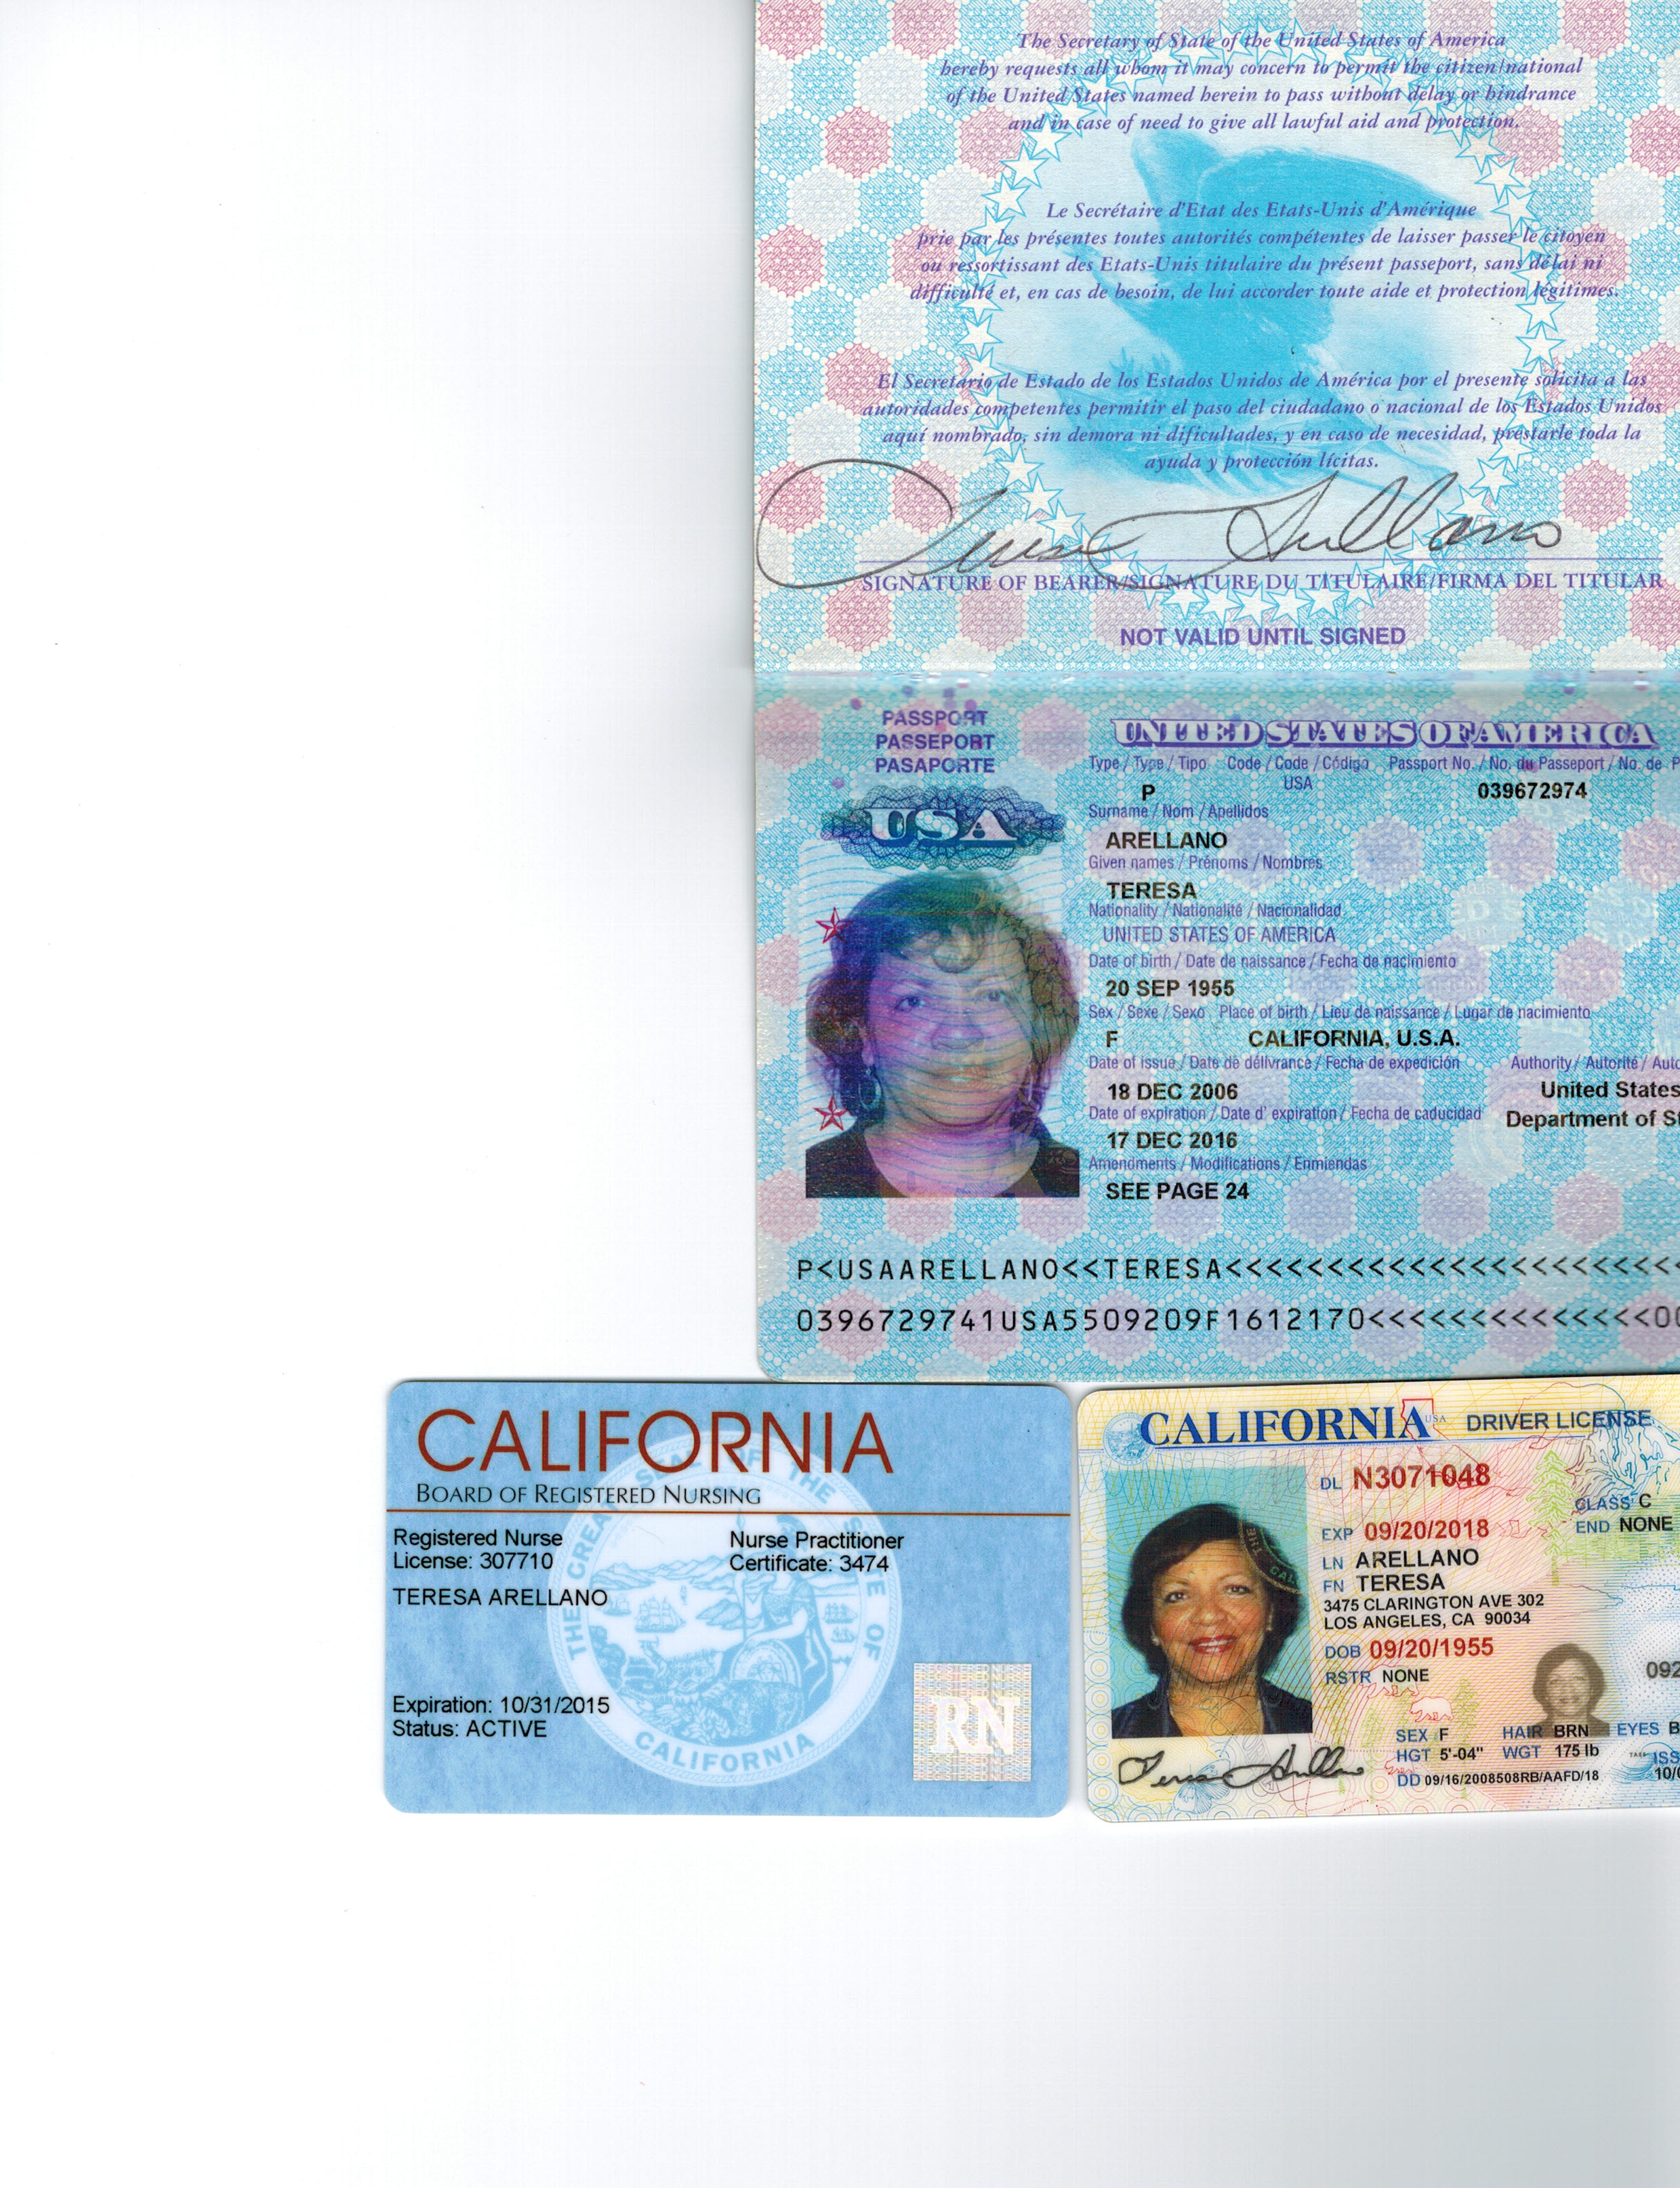 The Secretary of State of the United States of America
hereby requests all whom it may concern to permit the citizen/national
of the United States named herein to pass without delay or hindrance
and in case of need to give all lawful aid and protection.
Le Secrétaire d'Etat des Etats-Unis d'Amérique
prie par les présentes toutes autorités compétentes de laisser passer le citoyen
ou ressortissant des Etats-Unis titulaire du présent passeport, sans délai ni
difficulté et, en cas de besoin, de lui accorder toute aide et protection légitimes.
El Secretario de Estado de los Estados Unidos de América por el presente solicita a las
autoridades competentes permitir el paso del ciudadano o nacional de los Estados Unidos
aquí nombrado, sin demora ni dificultades, y en caso de necesidad, prestarle toda la
ayuda y protección lícitas.
Teresa Arellano
SIGNATURE OF BEARER/SIGNATURE DU TITULAIRE/FIRMA DEL TITULAR
NOT VALID UNTIL SIGNED
PASSPORT
PASSEPORT
PASAPORTE
USA
UNITED STATES OF AMERICA
Type / Type / Tipo Code / Code / Código Passport No. / No. du Passeport / No. de P
P USA 039672974
Surname / Nom / Apellidos
ARELLANO
Given names / Prénoms / Nombres
TERESA
Nationality / Nationalité / Nacionalidad
UNITED STATES OF AMERICA
Date of birth / Date de naissance / Fecha de nacimiento
20 SEP 1955
Sex / Sexe / Sexo Place of birth / Lieu de naissance / Lugar de nacimiento
F CALIFORNIA, U.S.A.
Date of issue / Date de délivrance / Fecha de expedición Authority / Autorité / Auto
18 DEC 2006 United States
Date of expiration / Date d' expiration / Fecha de caducidad Department of St
17 DEC 2016
Amendments / Modifications / Enmiendas
SEE PAGE 24
P<USAARELLANO<<TERESA<<<<<<<<<<<<<<<<<<<<<<<
0396729741USA5509209F1612170<<<<<<<<<<<<<<00
CALIFORNIA
BOARD OF REGISTERED NURSING
Registered Nurse Nurse Practitioner
License: 307710 Certificate: 3474
TERESA ARELLANO
Expiration: 10/31/2015
Status: ACTIVE
RN
THE GREAT SEAL OF THE STATE OF
CALIFORNIA
CALIFORNIA USA DRIVER LICENSE
DL N3071048
CLASS C
EXP 09/20/2018 END NONE
LN ARELLANO
FN TERESA
3475 CLARINGTON AVE 302
LOS ANGELES, CA 90034
DOB 09/20/1955
RSTR NONE 092
SEX F HAIR BRN EYES B
HGT 5'-04" WGT 175 lb ISS
DD 09/16/2008508RB/AAFD/18 10/0
Teresa Arellano